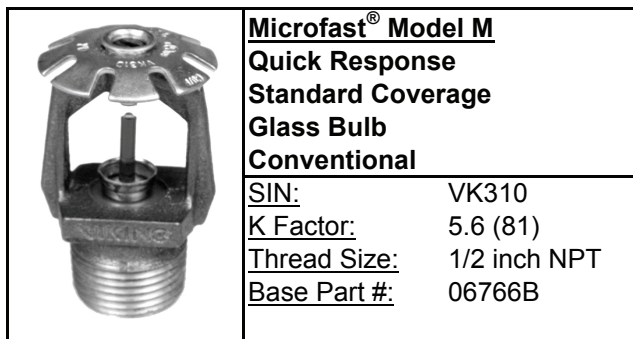 VK310
VIKING
Microfast® Model M
Quick Response
Standard Coverage
Glass Bulb
Conventional
SIN: VK310
K Factor: 5.6 (81)
Thread Size: 1/2 inch NPT
Base Part #: 06766B